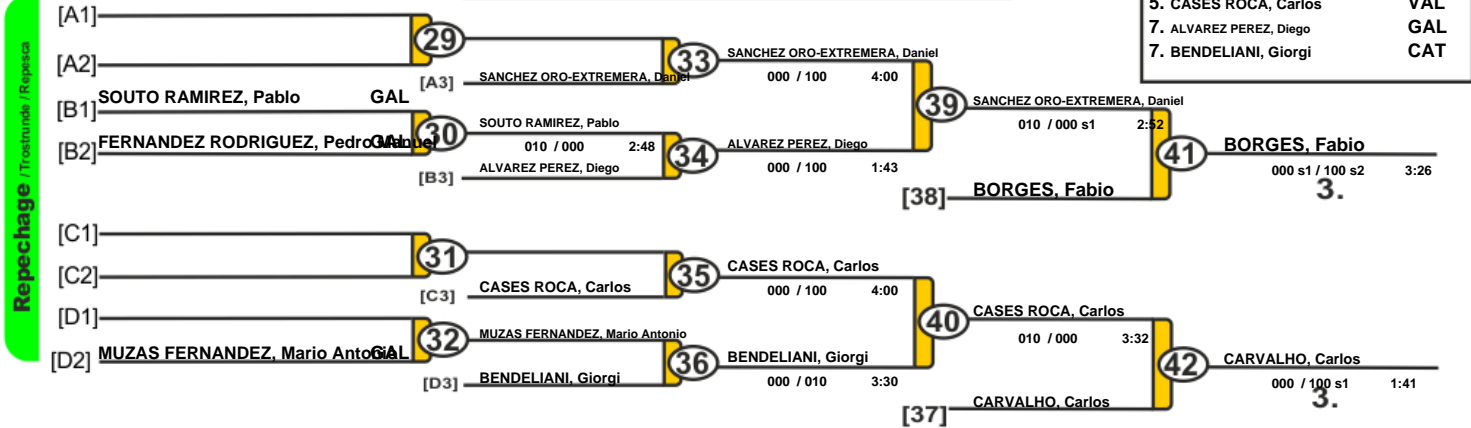 Repechage / Trostrunde / Repesca
5. CASES ROCA, Carlos VAL
7. ALVAREZ PEREZ, Diego GAL
7. BENDELIANI, Giorgi CAT
[A1]
29
[A2]
[A3] SANCHEZ ORO-EXTREMERA, Daniel
33
SANCHEZ ORO-EXTREMERA, Daniel
000 / 100 4:00
[B1] SOUTO RAMIREZ, Pablo GAL
30
[B2] FERNANDEZ RODRIGUEZ, Pedro Manuel GAL
SOUTO RAMIREZ, Pablo
010 / 000 2:48
[B3] ALVAREZ PEREZ, Diego
34
ALVAREZ PEREZ, Diego
000 / 100 1:43
39
SANCHEZ ORO-EXTREMERA, Daniel
010 / 000 s1 2:52
[38] BORGES, Fabio
41
BORGES, Fabio
000 s1 / 100 s2 3:26
3.
[C1]
31
[C2]
[C3] CASES ROCA, Carlos
35
CASES ROCA, Carlos
000 / 100 4:00
[D1]
32
[D2] MUZAS FERNANDEZ, Mario Antonio GAL
MUZAS FERNANDEZ, Mario Antonio
[D3] BENDELIANI, Giorgi
36
BENDELIANI, Giorgi
000 / 010 3:30
40
CASES ROCA, Carlos
010 / 000 3:32
[37] CARVALHO, Carlos
42
CARVALHO, Carlos
000 / 100 s1 1:41
3.